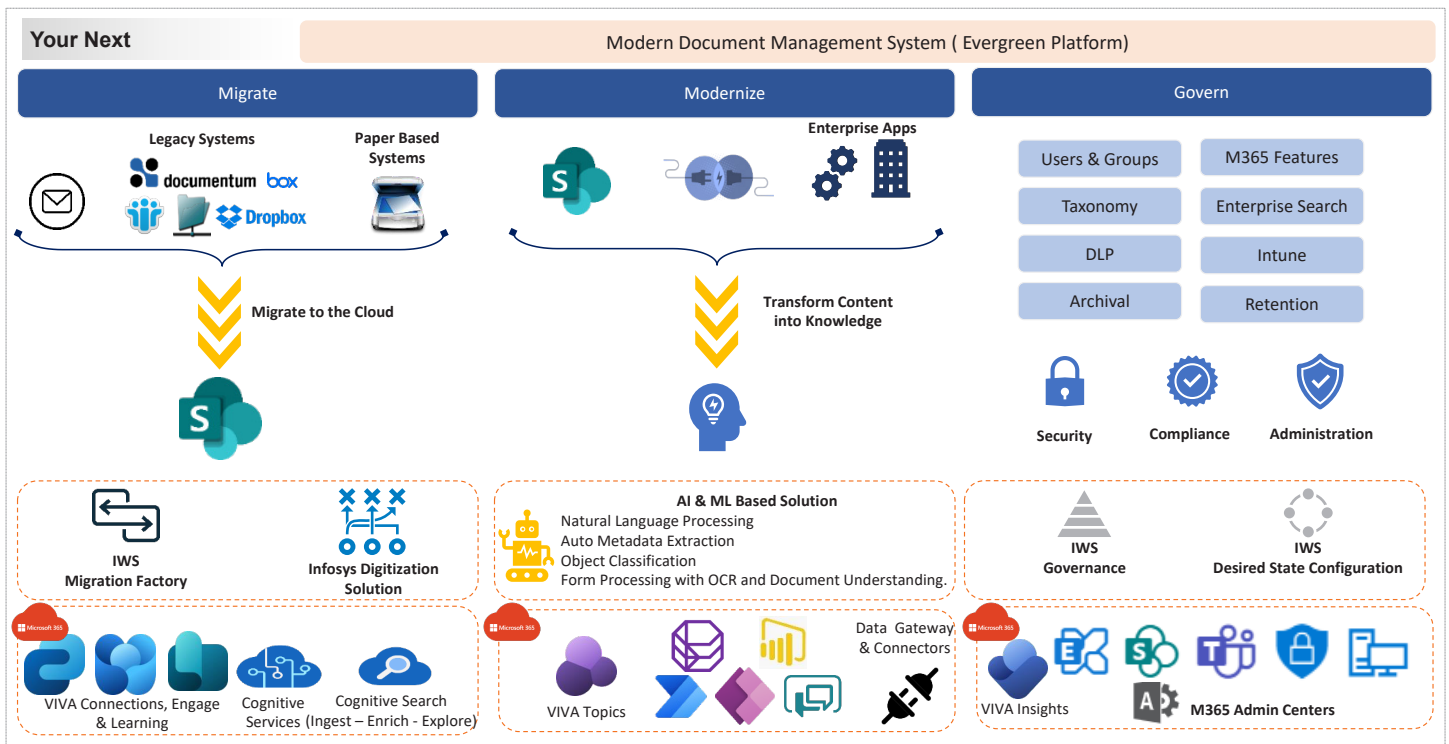 Your Next
Modern Document Management System ( Evergreen Platform)
Migrate
Modernize
Govern
Legacy Systems
documentum
box
Dropbox
Paper Based
Systems
S
Enterprise Apps
Users & Groups
M365 Features
Taxonomy
Enterprise Search
DLP
Intune
Archival
Retention
Migrate to the Cloud
Transform Content
into Knowledge
S
Security
Compliance
Administration
IWS
Migration Factory
Infosys Digitization
Solution
AI & ML Based Solution
Natural Language Processing
Auto Metadata Extraction
Object Classification
Form Processing with OCR and Document Understanding.
IWS
Governance
IWS
Desired State Configuration
Microsoft 365
VIVA Connections, Engage
& Learning
Cognitive
Services
Cognitive Search
(Ingest – Enrich - Explore)
Microsoft 365
VIVA Topics
Data Gateway
& Connectors
Microsoft 365
VIVA Insights
E
S
T
A
M365 Admin Centers